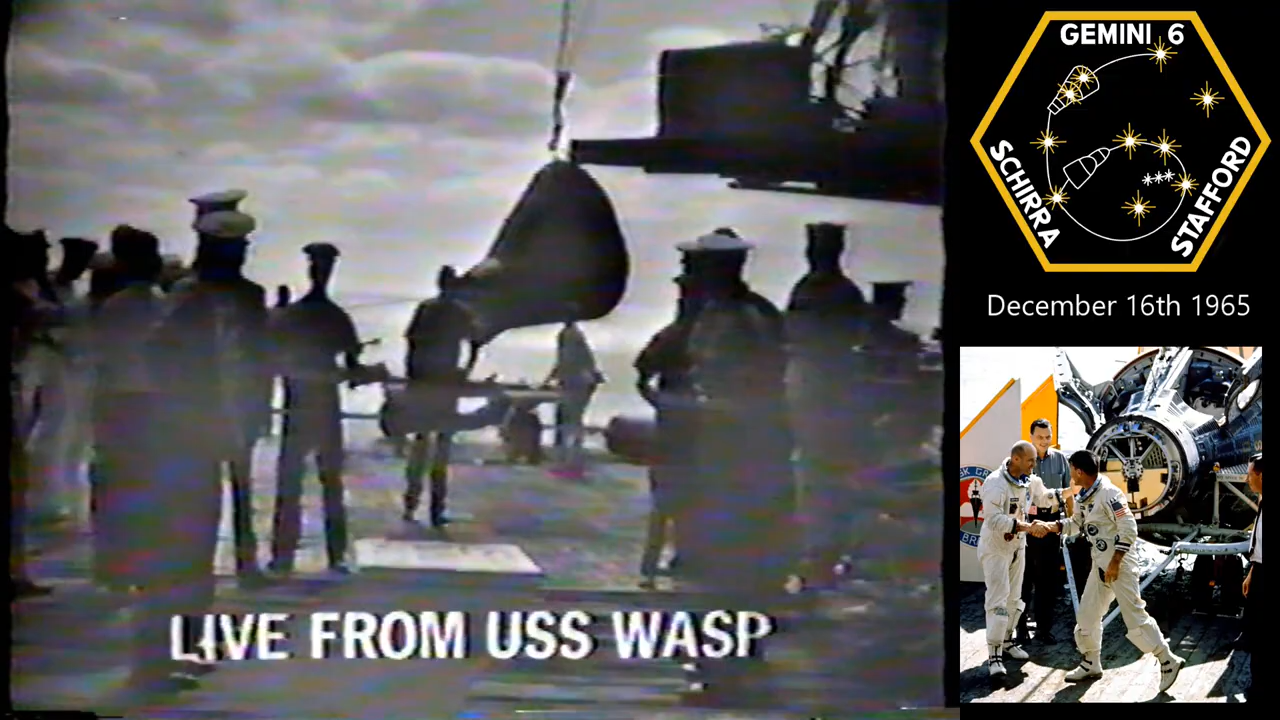 LIVE FROM USS WASP
GEMINI 6
SCHIRRA
STAFFORD
December 16th 1965